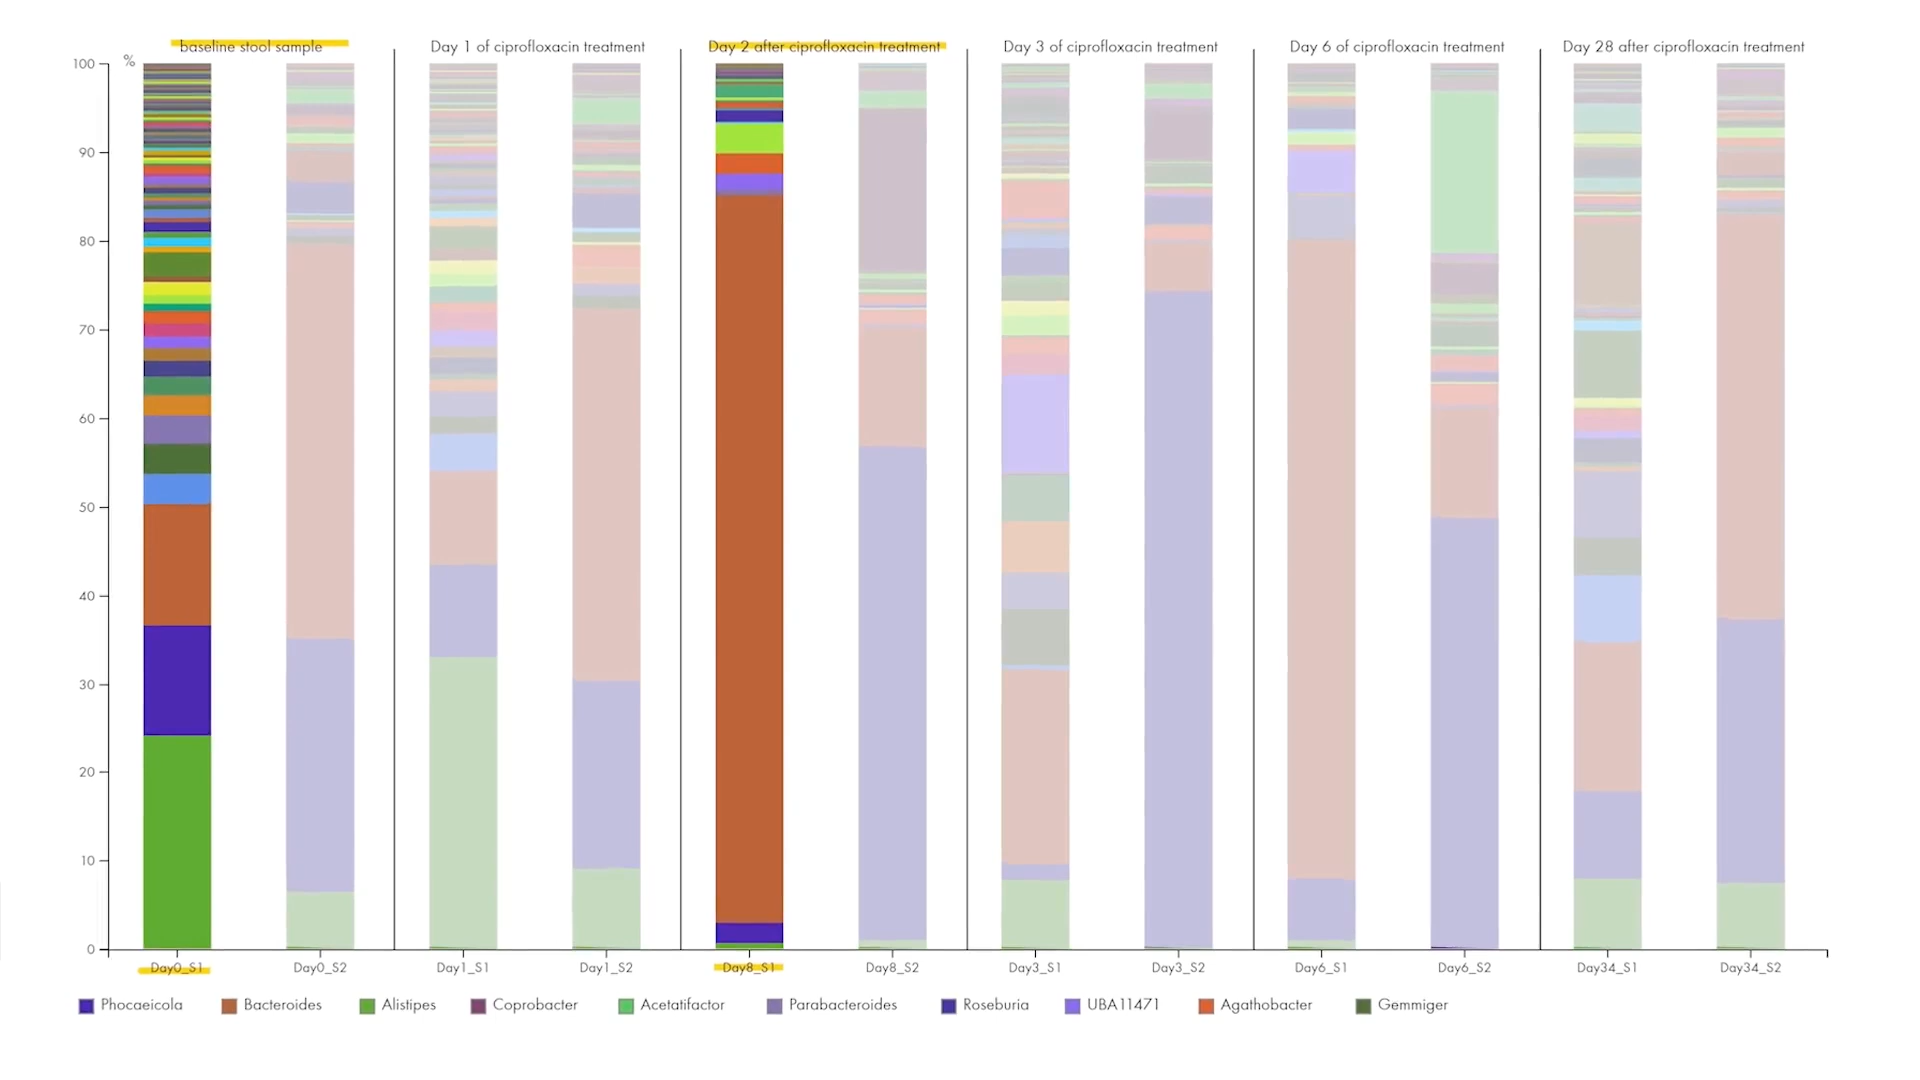 baseline stool sample
Day 1 of ciprofloxacin treatment
Day 2 after ciprofloxacin treatment
Day 3 of ciprofloxacin treatment
Day 6 of ciprofloxacin treatment
Day 28 after ciprofloxacin treatment
%
100
90
80
70
60
50
40
30
20
10
0
Day0_S1 Day0_S2 Day1_S1 Day1_S2 Day8_S1 Day8_S2 Day3_S1 Day3_S2 Day6_S1 Day6_S2 Day34_S1 Day34_S2
Phocaeicola Bacteroides Alistipes Coprobacter Acetatifactor Parabacteroides Roseburia UBA11471 Agathobacter Gemmiger